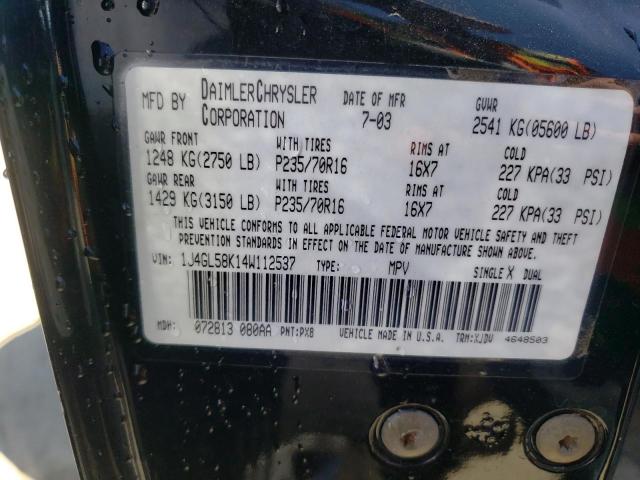 MFD BY DAIMLERCHRYSLER CORPORATION DATE OF MFR 7-03 GVWR 2541 KG(05600 LB)
GAWR FRONT WITH TIRES RIMS AT COLD
1248 KG(2750 LB) P235/70R16 16X7 227 KPA(33 PSI)
GAWR REAR WITH TIRES RIMS AT COLD
1429 KG(3150 LB) P235/70R16 16X7 227 KPA(33 PSI)
THIS VEHICLE CONFORMS TO ALL APPLICABLE FEDERAL MOTOR VEHICLE SAFETY AND THEFT
PREVENTION STANDARDS IN EFFECT ON THE DATE OF MANUFACTURE SHOWN ABOVE.
VIN: 1J4GL58K14W112537 TYPE: MPV SINGLE X DUAL
MDH: 072813 080AA PNT:PX8 VEHICLE MADE IN U.S.A. TRM:XJDV 4648503